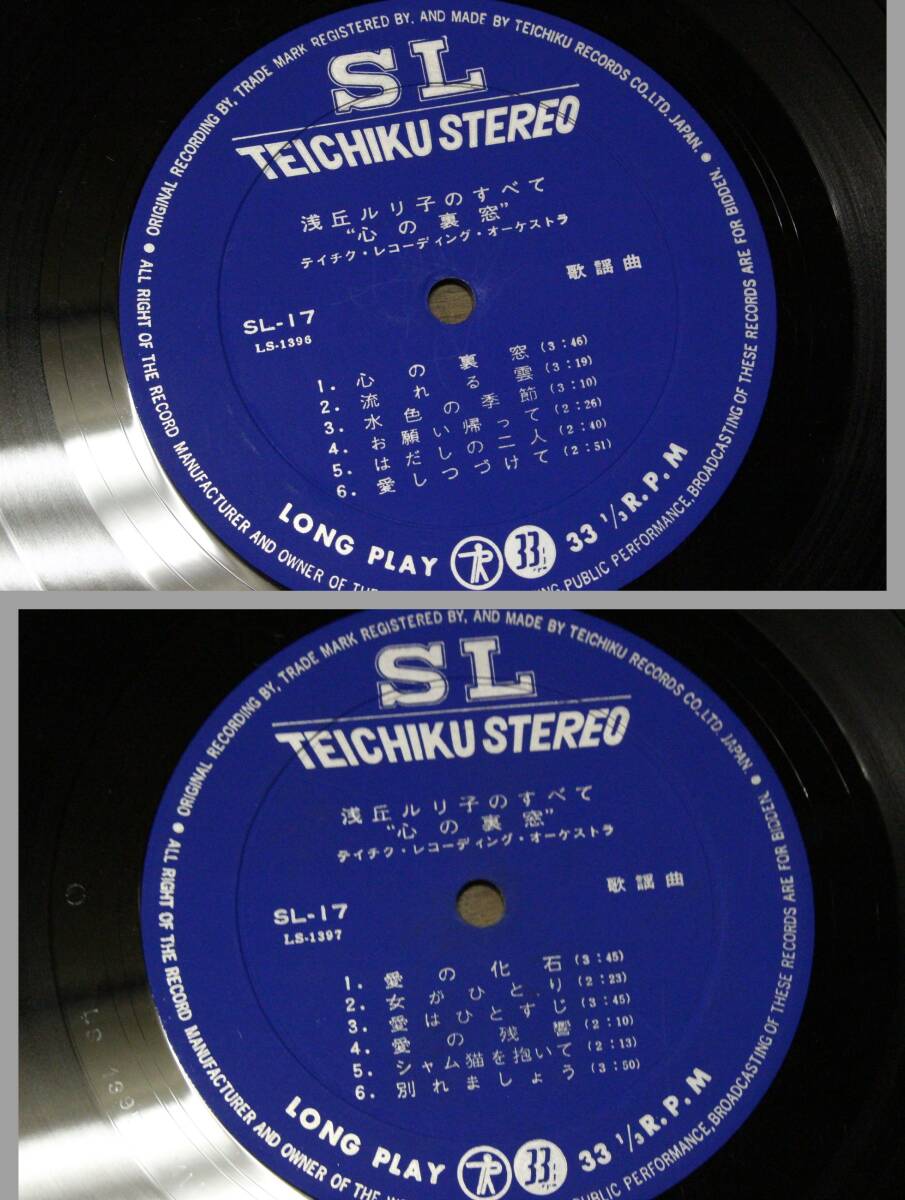 ORIGINAL RECORDING BY, TRADE MARK REGISTERED BY, AND MADE BY TEICHIKU RECORDS CO., LTD. JAPAN.
SL
TEICHIKU STEREO
浅丘ルリ子のすべて
“心の裏窓”
テイチク・レコーディング・オーケストラ
歌謡曲
SL-17
LS-1396
1. 心の裏窓 (3:46)
2. 流れる雲 (3:19)
3. 水色の季節 (3:10)
4. お願い帰って (2:26)
5. はだしの二人 (2:40)
6. 愛しつづけて (2:51)
LONG PLAY 33 33 1/3 R.P.M
ALL RIGHT OF THE RECORD MANUFACTURER AND OWNER OF PUBLIC PERFORMANCE, BROADCASTING OF THESE RECORDS ARE FOR BIDDEN.
ORIGINAL RECORDING BY, TRADE MARK REGISTERED BY, AND MADE BY TEICHIKU RECORDS CO., LTD. JAPAN.
SL
TEICHIKU STEREO
浅丘ルリ子のすべて
“心の裏窓”
テイチク・レコーディング・オーケストラ
歌謡曲
SL-17
LS-1397
1. 愛の化石 (3:45)
2. 女がひとり (2:23)
3. 愛はひとすじ (3:45)
4. 愛の残響 (2:10)
5. シャム猫を抱いて (2:13)
6. 別れましょう (3:50)
LONG PLAY 33 33 1/3 R.P.M
ALL RIGHT OF THE RECORD MANUFACTURER AND OWNER OF THE PUBLIC PERFORMANCE, BROADCASTING OF THESE RECORDS ARE FOR BIDDEN.